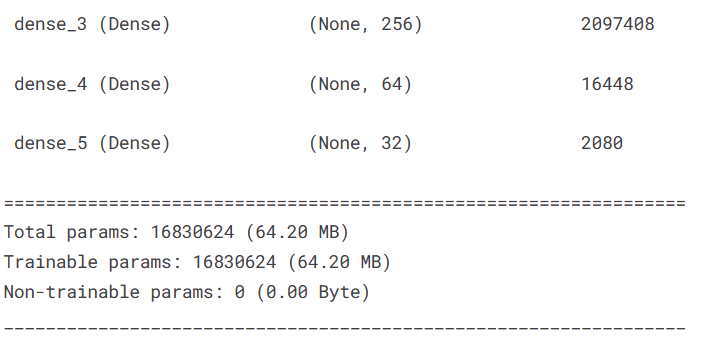 dense_3 (Dense) (None, 256) 2097408
dense_4 (Dense) (None, 64) 16448
dense_5 (Dense) (None, 32) 2080
=================================================================
Total params: 16830624 (64.20 MB)
Trainable params: 16830624 (64.20 MB)
Non-trainable params: 0 (0.00 Byte)
_________________________________________________________________